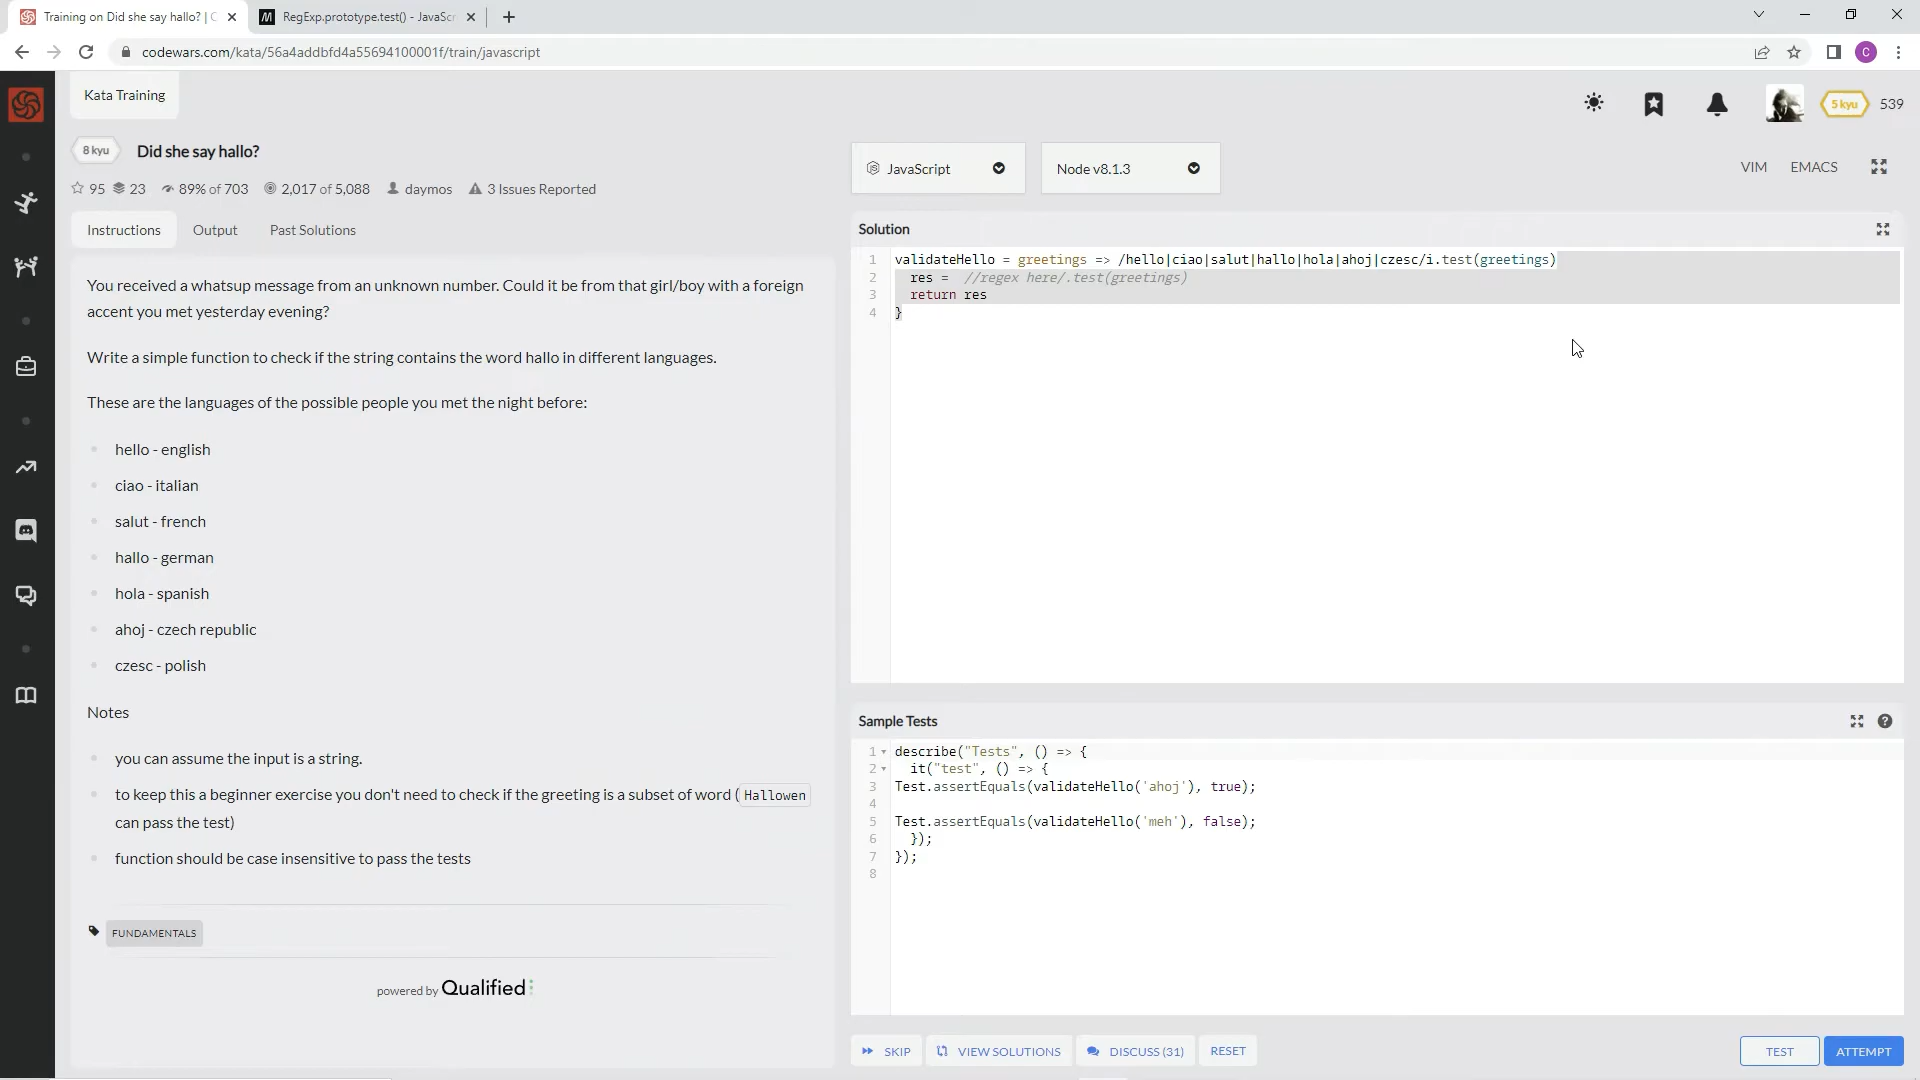 Training on Did she say hallo? | C
RegExp.prototype.test() - JavaScr
codewars.com/kata/56a4addbfd4a55694100001f/train/javascript
C
Kata Training
5 kyu
539
8 kyu
Did she say hallo?
95
23
89% of 703
2,017 of 5,088
daymos
3 Issues Reported
JavaScript
Node v8.1.3
VIM
EMACS
Instructions
Output
Past Solutions
You received a whatsup message from an unknown number. Could it be from that girl/boy with a foreign
accent you met yesterday evening?
Write a simple function to check if the string contains the word hallo in different languages.
These are the languages of the possible people you met the night before:
hello - english
ciao - italian
salut - french
hallo - german
hola - spanish
ahoj - czech republic
czesc - polish
Notes
you can assume the input is a string.
to keep this a beginner exercise you don't need to check if the greeting is a subset of word ( Hallowen
can pass the test)
function should be case insensitive to pass the tests
FUNDAMENTALS
powered by Qualified
Solution
1 validateHello = greetings => /hello|ciao|salut|hallo|hola|ahoj|czesc/i.test(greetings)
2 res = //regex here/.test(greetings)
3 return res
4 }
Sample Tests
1 describe("Tests", () => {
2 it("test", () => {
3 Test.assertEquals(validateHello('ahoj'), true);
4
5 Test.assertEquals(validateHello('meh'), false);
6 });
7 });
8
SKIP
VIEW SOLUTIONS
DISCUSS (31)
RESET
TEST
ATTEMPT